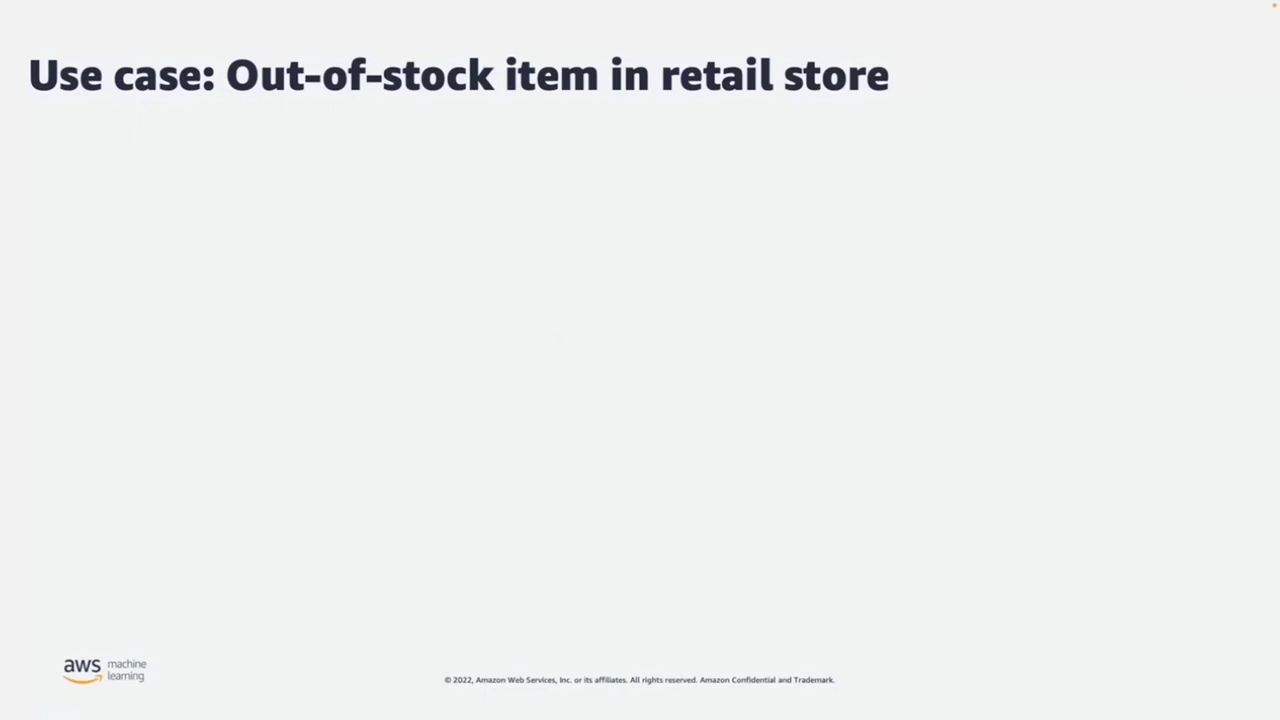 Use case: Out-of-stock item in retail store
aws machine
learning
© 2022, Amazon Web Services, Inc. or its affiliates. All rights reserved. Amazon Confidential and Trademark.